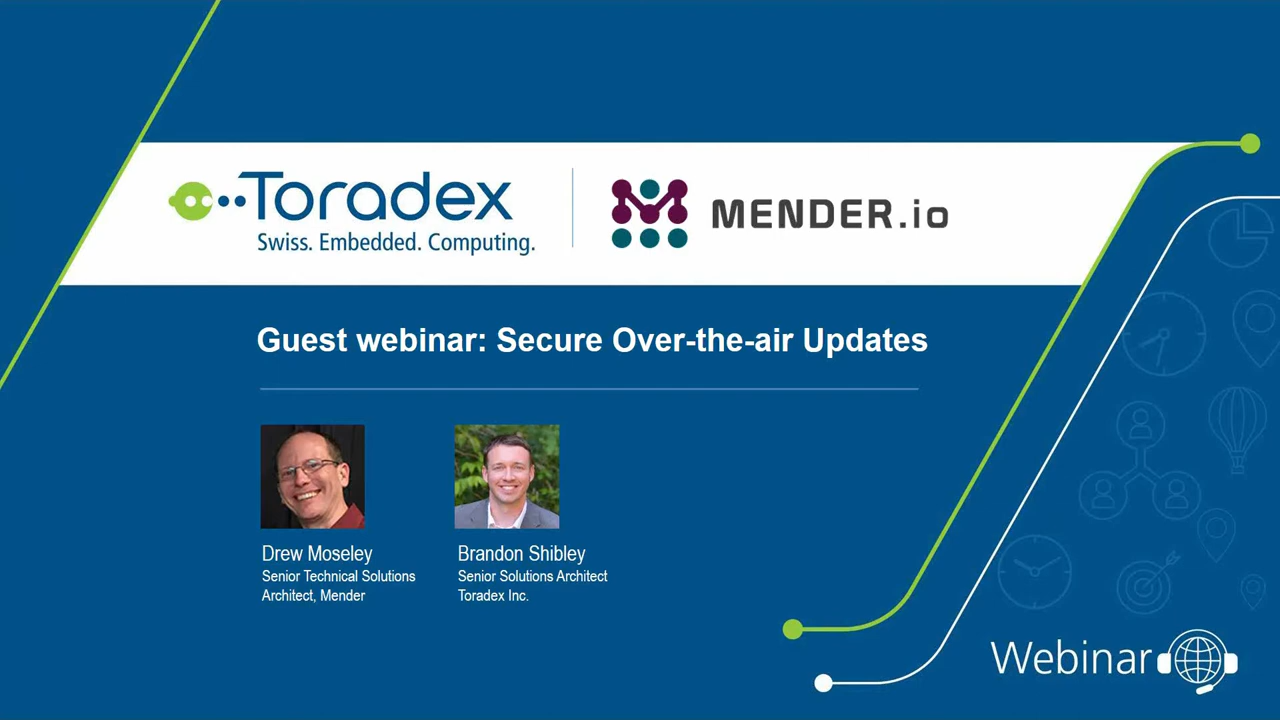 Toradex
Swiss. Embedded. Computing.
MENDER.io
Guest webinar: Secure Over-the-air Updates
Drew Moseley
Senior Technical Solutions
Architect, Mender
Brandon Shibley
Senior Solutions Architect
Toradex Inc.
Webinar